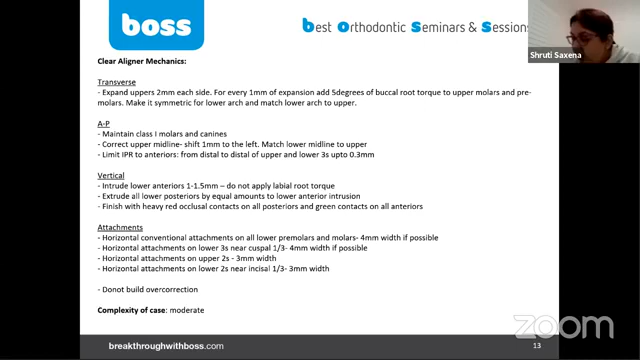 boss
Best Orthodontic Seminars & Sessions
Shruti Saxena
Clear Aligner Mechanics:
Transverse
- Expand uppers 2mm each side. For every 1mm of expansion add 5degrees of buccal root torque to upper molars and pre-
molars. Make it symmetric for lower arch and match lower arch to upper.
A-P
- Maintain class I molars and canines
- Correct upper midline- shift 1mm to the left. Match lower midline to upper
- Limit IPR to anteriors: from distal to distal of upper and lower 3s upto 0.3mm
Vertical
- Intrude lower anteriors 1-1.5mm – do not apply labial root torque
- Extrude all lower posteriors by equal amounts to lower anterior intrusion
- Finish with heavy red occlusal contacts on all posteriors and green contacts on all anteriors
Attachments
- Horizontal conventional attachments on all lower premolars and molars- 4mm width if possible
- Horizontal attachments on lower 3s near cuspal 1/3- 4mm width if possible
- Horizontal attachments on upper 2s - 3mm width
- Horizontal attachments on lower 2s near incisal 1/3- 3mm width
- Donot build overcorrection
Complexity of case: moderate
zoom
breakthroughwithboss.com
13